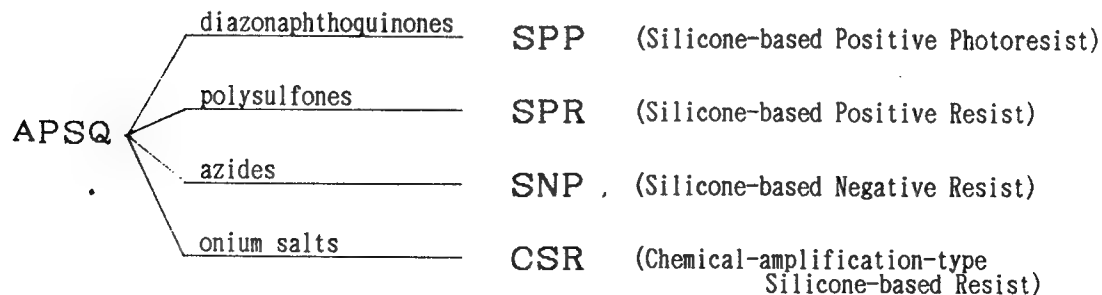 diazonaphthoquinones SPP (Silicone-based Positive Photoresist)
polysulfones SPR (Silicone-based Positive Resist)
APSQ
azides SNP (Silicone-based Negative Resist)
onium salts CSR (Chemical-amplification-type
Silicone-based Resist)